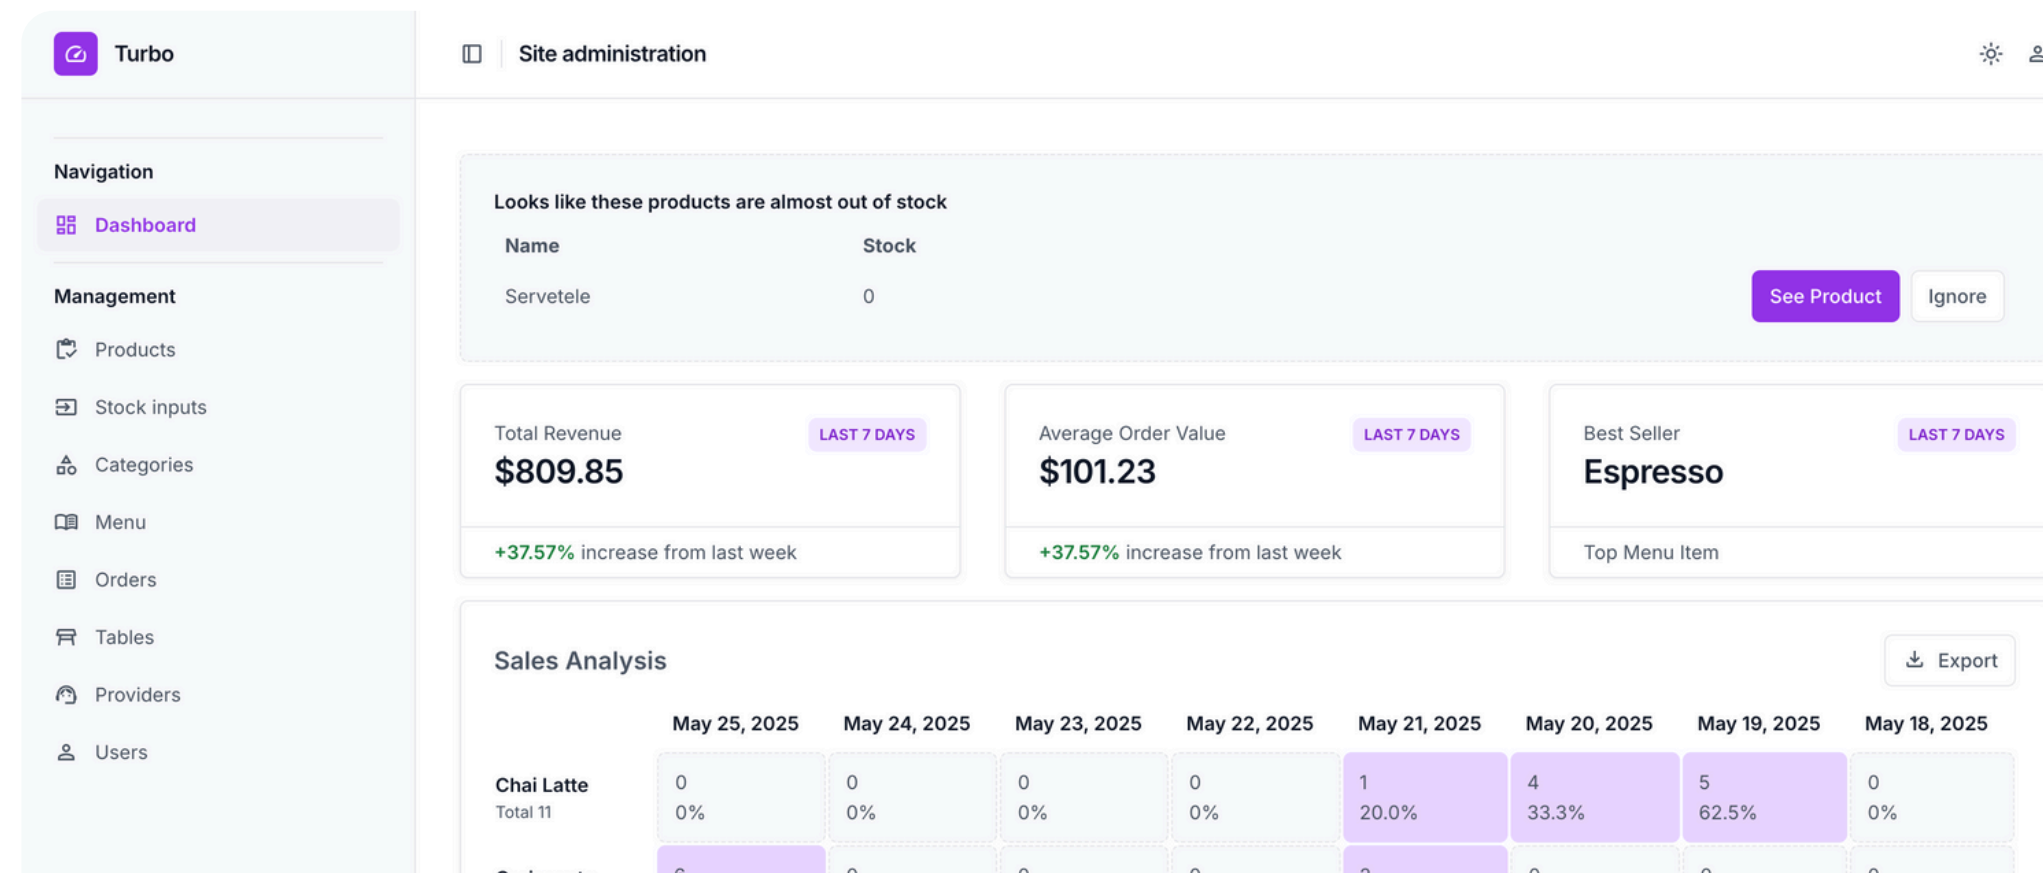 Turbo
Site administration
Navigation
Dashboard
Management
Products
Stock inputs
Categories
Menu
Orders
Tables
Providers
Users
Looks like these products are almost out of stock
Name Stock
Servetele 0
See Product Ignore
Total Revenue LAST 7 DAYS
$809.85
+37.57% increase from last week
Average Order Value LAST 7 DAYS
$101.23
+37.57% increase from last week
Best Seller LAST 7 DAYS
Espresso
Top Menu Item
Sales Analysis Export
May 25, 2025 May 24, 2025 May 23, 2025 May 22, 2025 May 21, 2025 May 20, 2025 May 19, 2025 May 18, 2025
Chai Latte 0 0 0 0 1 4 5 0
Total 11 0% 0% 0% 0% 20.0% 33.3% 62.5% 0%